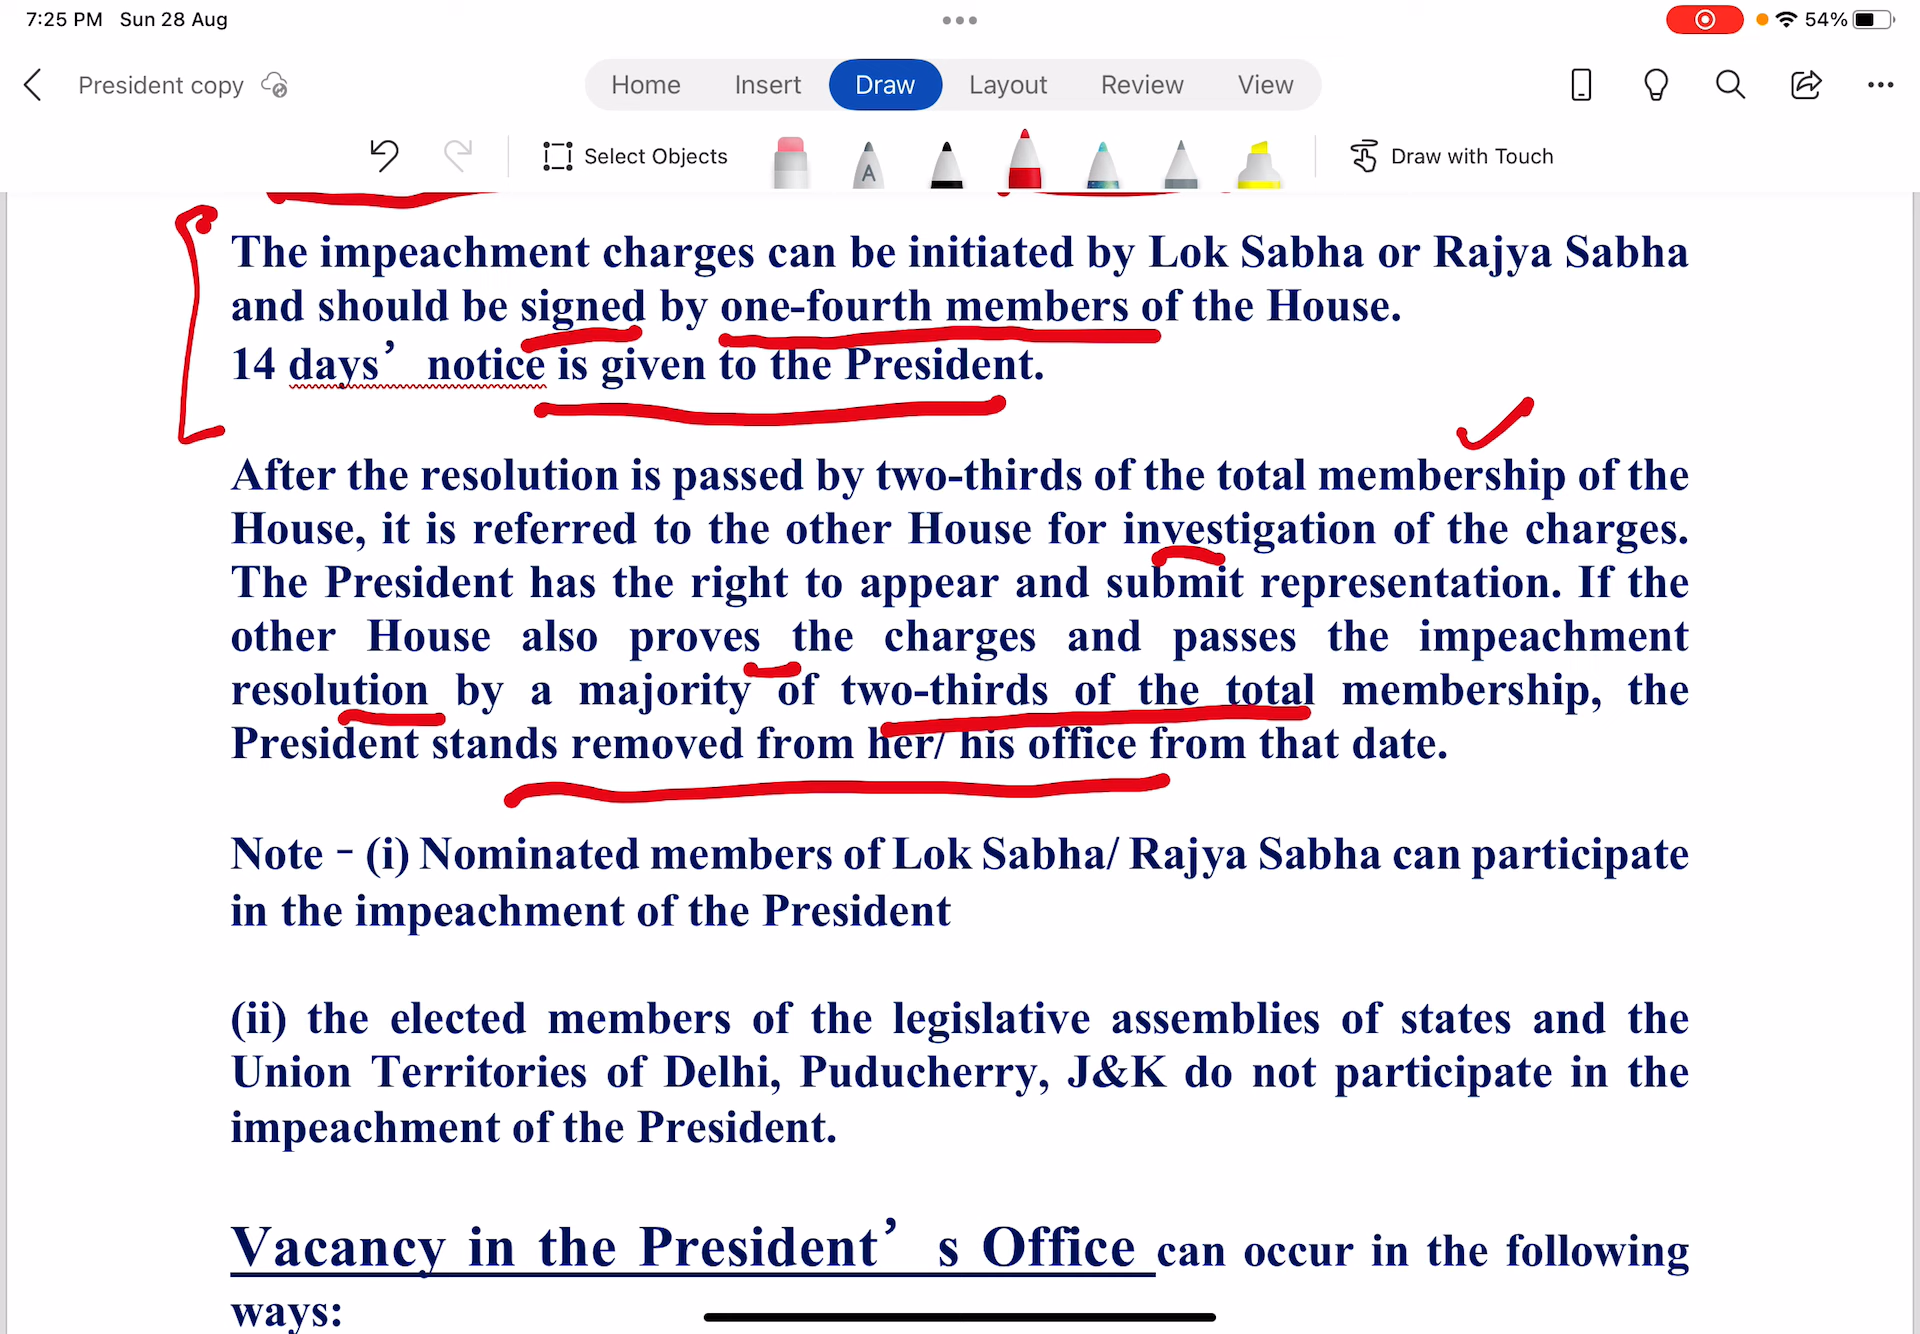 7:25 PM Sun 28 Aug
54%
President copy
Home Insert Draw Layout Review View
Select Objects
A
Draw with Touch
The impeachment charges can be initiated by Lok Sabha or Rajya Sabha
and should be signed by one-fourth members of the House.
14 days’ notice is given to the President.
After the resolution is passed by two-thirds of the total membership of the
House, it is referred to the other House for investigation of the charges.
The President has the right to appear and submit representation. If the
other House also proves the charges and passes the impeachment
resolution by a majority of two-thirds of the total membership, the
President stands removed from her/ his office from that date.
Note - (i) Nominated members of Lok Sabha/ Rajya Sabha can participate
in the impeachment of the President
(ii) the elected members of the legislative assemblies of states and the
Union Territories of Delhi, Puducherry, J&K do not participate in the
impeachment of the President.
Vacancy in the President’s Office can occur in the following
ways: